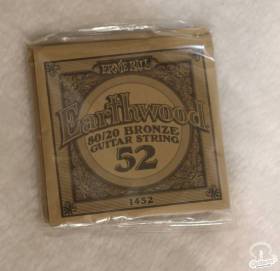 ERNIE BALL
Earthwood
80/20 BRONZE
GUITAR STRING
52
1452